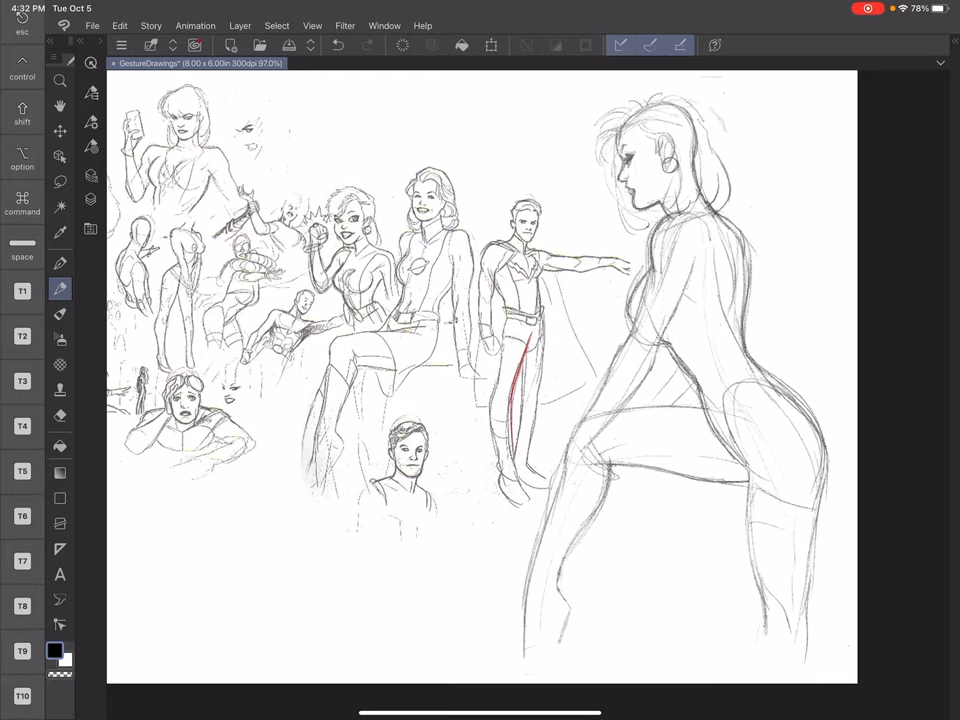 4:32 PM Tue Oct 5
78%
esc
File Edit Story Animation Layer Select View Filter Window Help
GestureDrawings* (8.00 x 6.00in 300dpi 97.0%)
control
shift
option
command
space
T1
T2
T3
T4
T5
T6
T7
T8
T9
T10
A